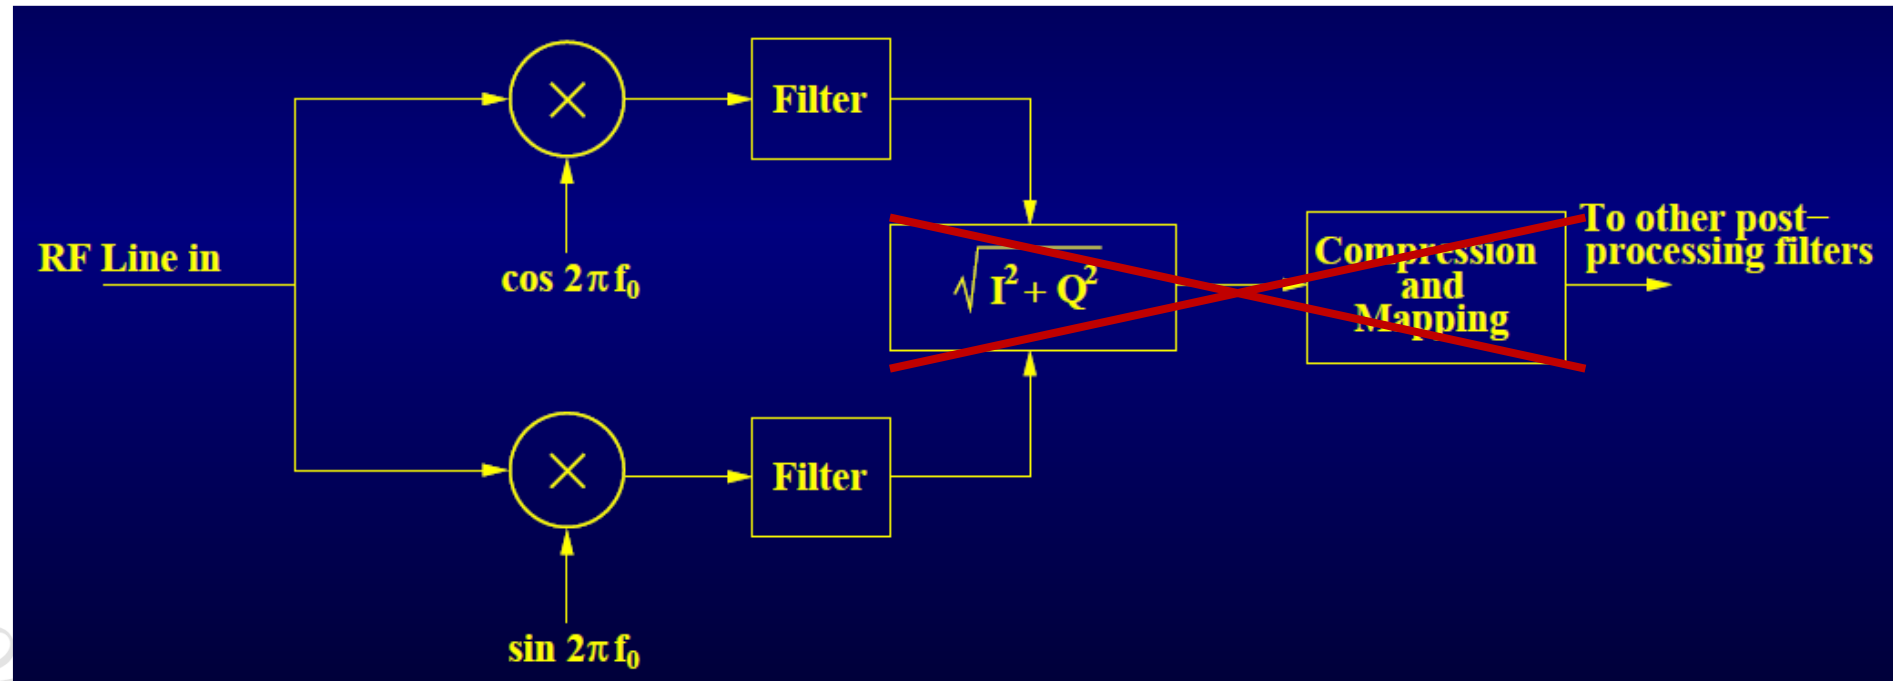 Filter
RF Line in
cos 2π f₀
√I² + Q²
Compression
and
Mapping
To other post–
processing filters
Filter
sin 2π f₀